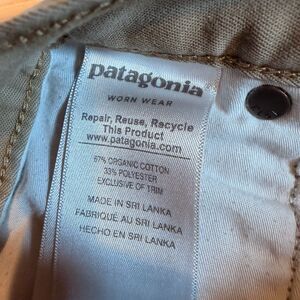 patagonia
WORN WEAR
Repair, Reuse, Recycle
This Product
www.patagonia.com
67% ORGANIC COTTON
33% POLYESTER
EXCLUSIVE OF TRIM
MADE IN SRI LANKA
FABRIQUÉ AU SRI LANKA
HECHO EN SRI LANKA